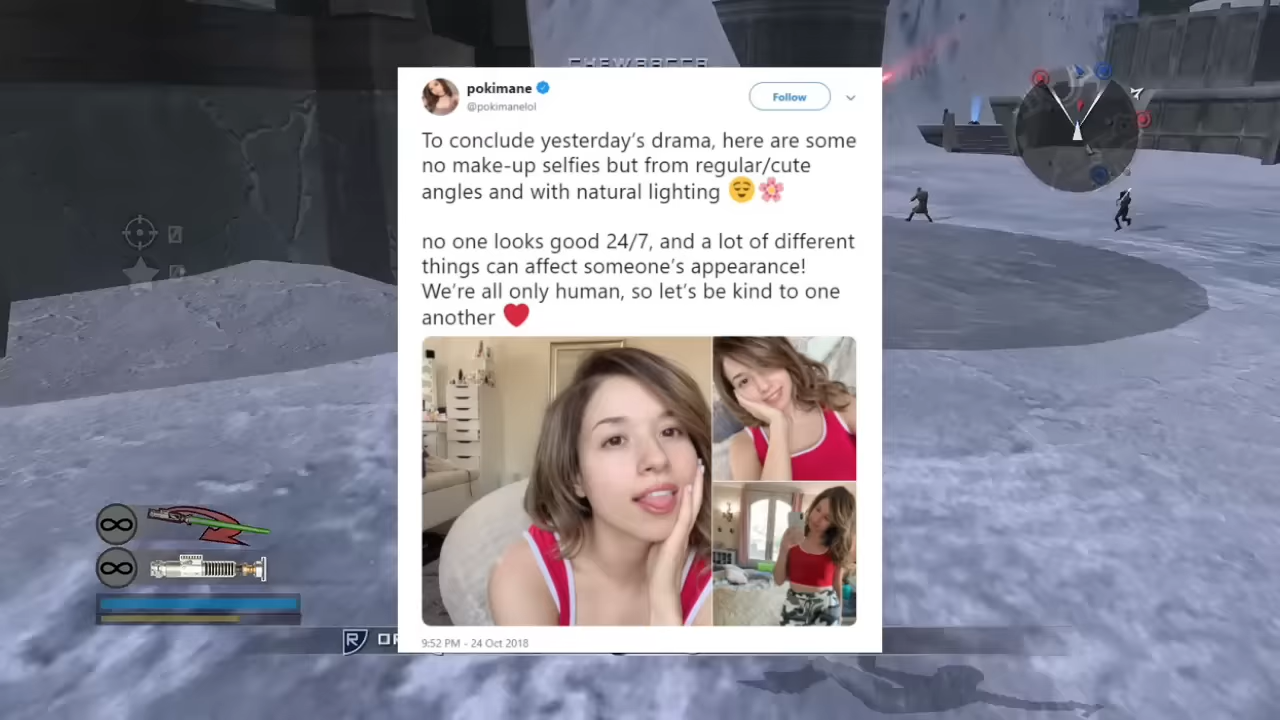 CHEWBACCA
pokimane
Follow
@pokimanelol
To conclude yesterday's drama, here are some
no make-up selfies but from regular/cute
angles and with natural lighting 😌🌸
no one looks good 24/7, and a lot of different
things can affect someone's appearance!
We're all only human, so let's be kind to one
another ❤️
R
9:52 PM - 24 Oct 2018